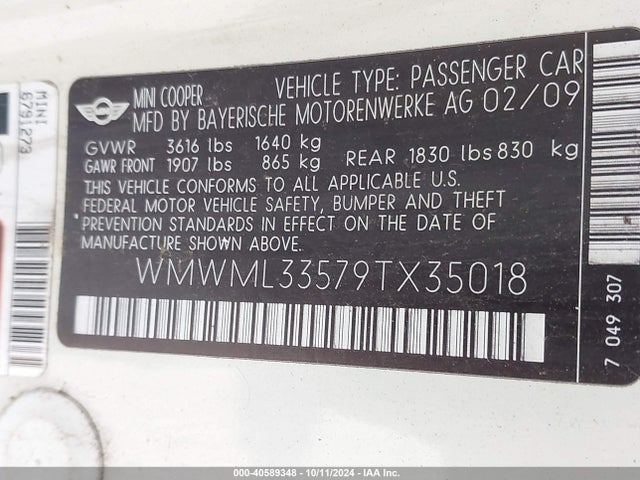 MINI COOPER VEHICLE TYPE: PASSENGER CAR
MFD BY BAYERISCHE MOTORENWERKE AG 02/09
GVWR 3616 lbs 1640 kg
GAWR FRONT 1907 lbs 865 kg REAR 1830 lbs 830 kg
THIS VEHICLE CONFORMS TO ALL APPLICABLE U.S.
FEDERAL MOTOR VEHICLE SAFETY, BUMPER AND THEFT
PREVENTION STANDARDS IN EFFECT ON THE DATE OF
MANUFACTURE SHOWN ABOVE.
WMWML33579TX35018
7 049 307
MINI
6791273
000-40589348 - 10/11/2024 - IAA Inc.